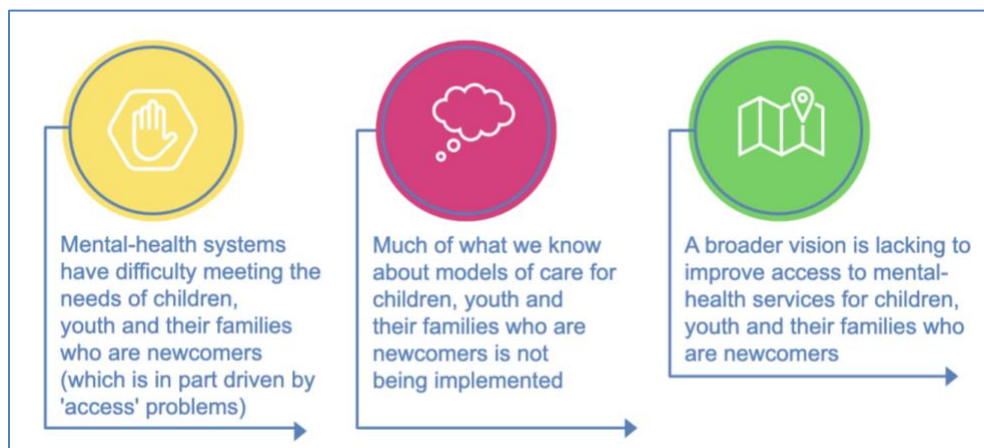 Mental-health systems
have difficulty meeting the
needs of children,
youth and their families
who are newcomers
(which is in part driven by
'access' problems)
Much of what we know
about models of care for
children, youth and
their families who are
newcomers is not
being implemented
A broader vision is lacking to
improve access to mental-
health services for children,
youth and their families who
are newcomers